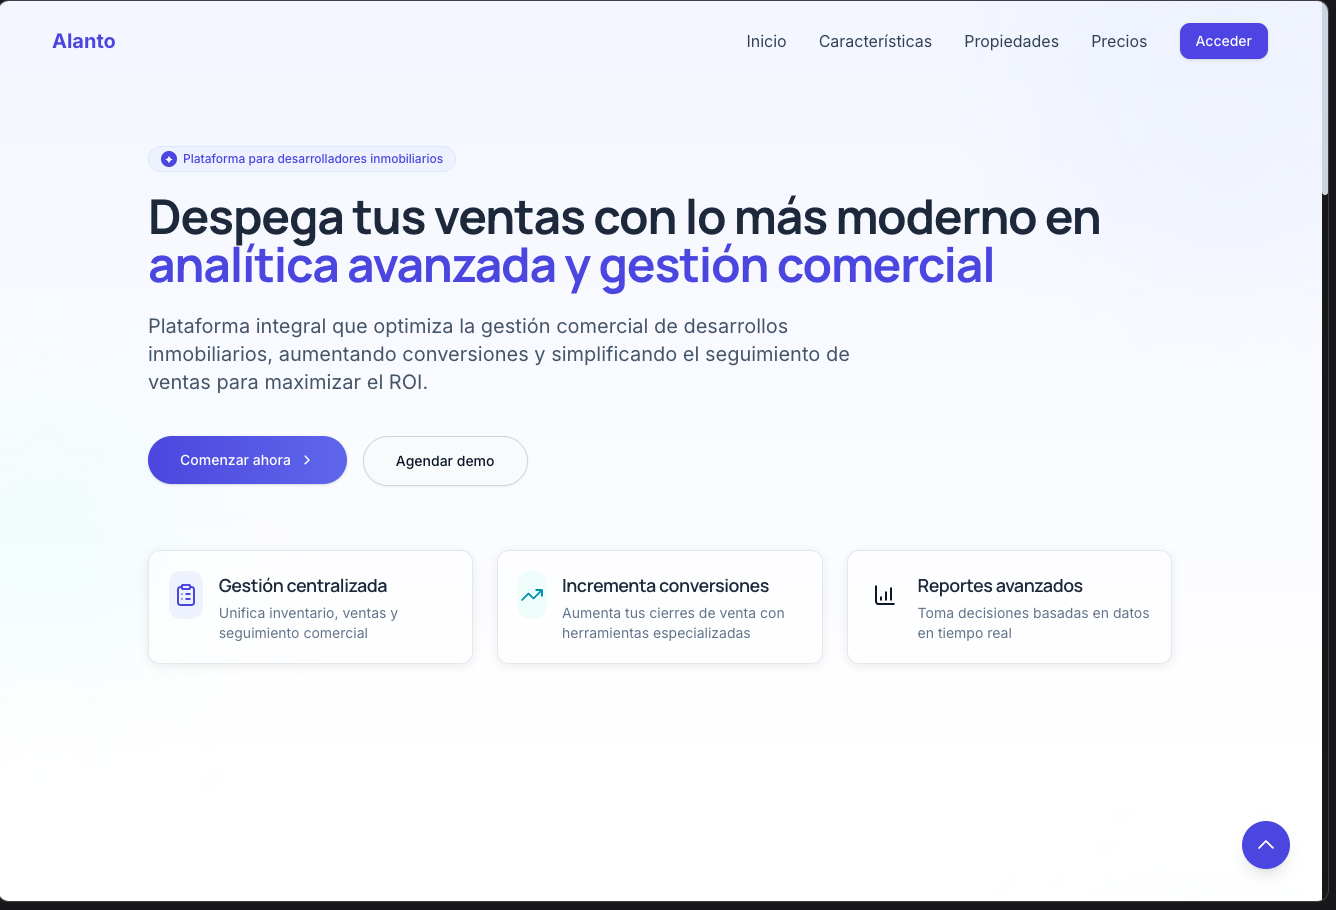 Alanto
Inicio
Características
Propiedades
Precios
Acceder
Plataforma para desarrolladores inmobiliarios
Despega tus ventas con lo más moderno en
analítica avanzada y gestión comercial
Plataforma integral que optimiza la gestión comercial de desarrollos
inmobiliarios, aumentando conversiones y simplificando el seguimiento de
ventas para maximizar el ROI.
Comenzar ahora
Agendar demo
Gestión centralizada
Unifica inventario, ventas y
seguimiento comercial
Incrementa conversiones
Aumenta tus cierres de venta con
herramientas especializadas
Reportes avanzados
Toma decisiones basadas en datos
en tiempo real